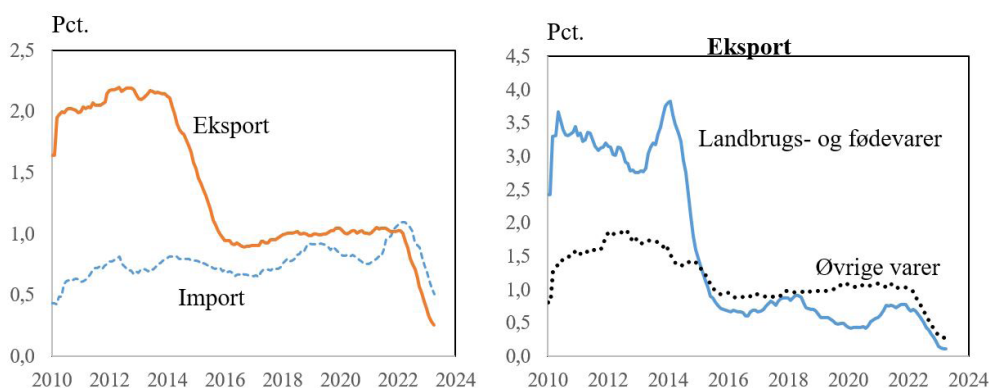 Pct.
2,5
2,0
1,5
1,0
0,5
0,0
Eksport
Import
2010 2012 2014 2016 2018 2020 2022 2024
Pct.
Eksport
4,5
4,0
3,5
3,0
2,5
2,0
1,5
1,0
0,5
0,0
Landbrugs- og fødevarer
Øvrige varer
2010 2012 2014 2016 2018 2020 2022 2024